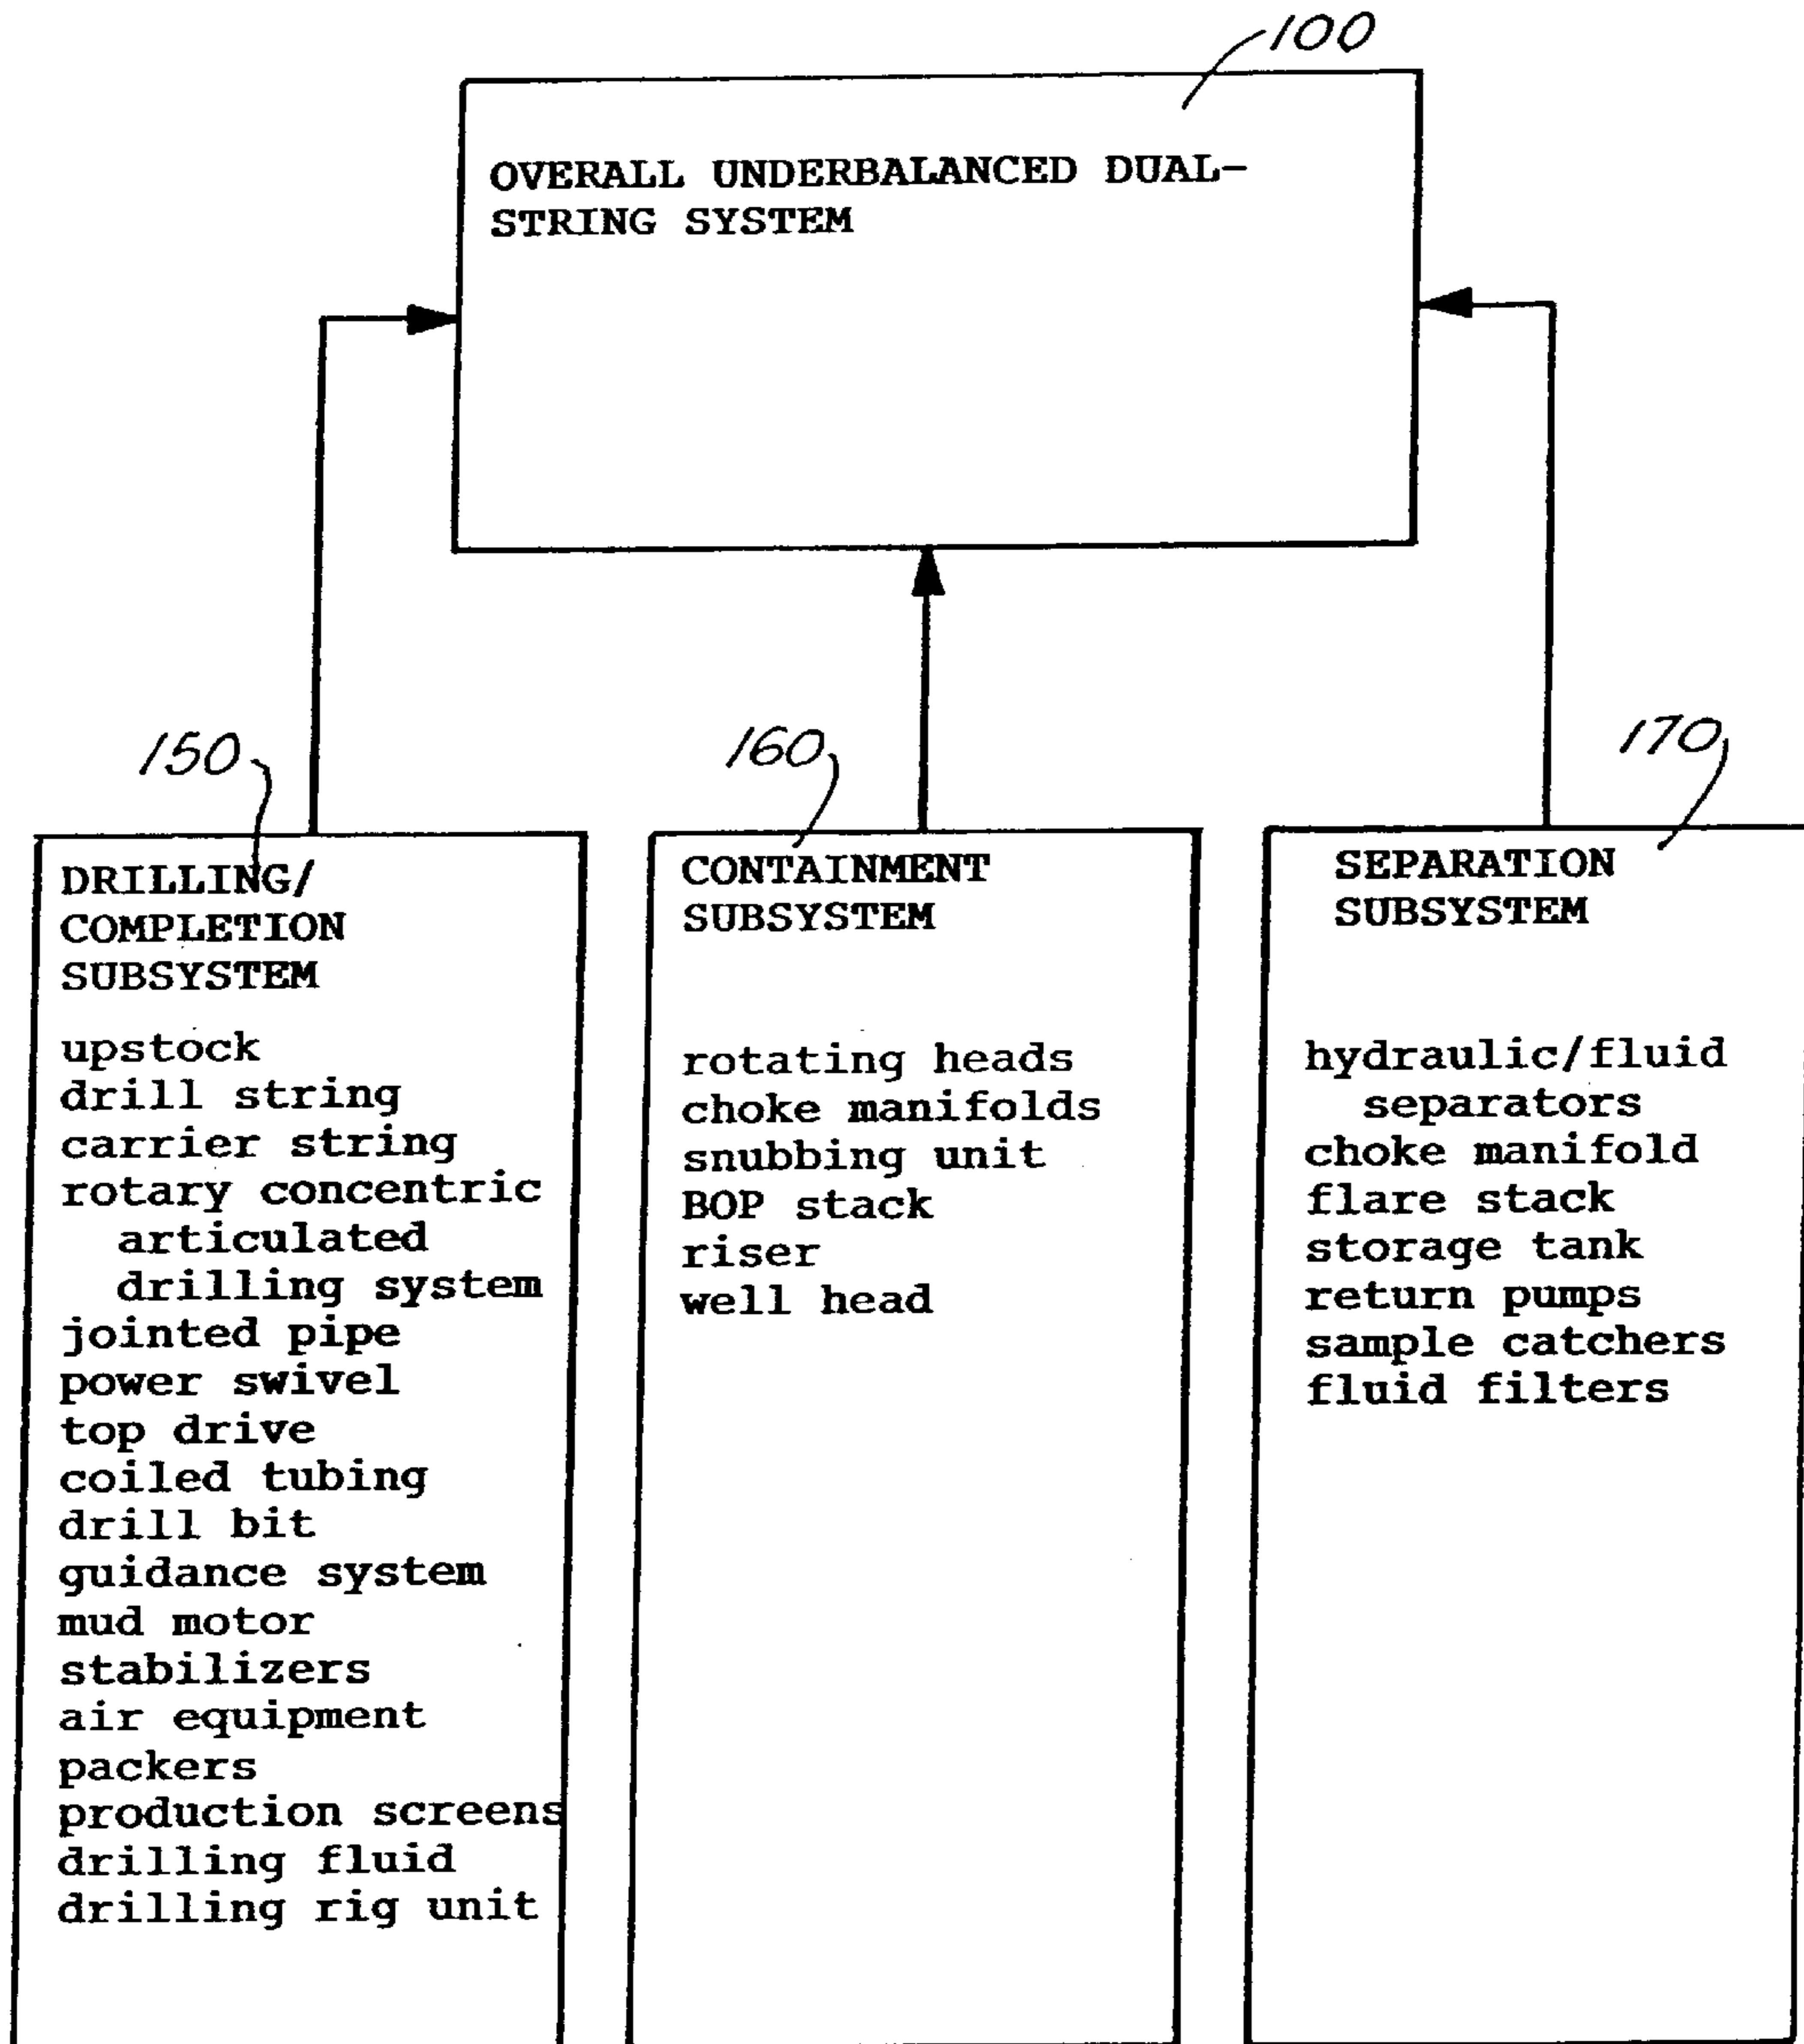 100
OVERALL UNDERBALANCED DUAL-
STRING SYSTEM
150
160
170
DRILLING/
COMPLETION
SUBSYSTEM
upstock
drill string
carrier string
rotary concentric
articulated
drilling system
jointed pipe
power swivel
top drive
coiled tubing
drill bit
guidance system
mud motor
stabilizers
air equipment
packers
production screens
drilling fluid
drilling rig unit
CONTAINMENT
SUBSYSTEM
rotating heads
choke manifolds
snubbing unit
BOP stack
riser
well head
SEPARATION
SUBSYSTEM
hydraulic/fluid
separators
choke manifold
flare stack
storage tank
return pumps
sample catchers
fluid filters